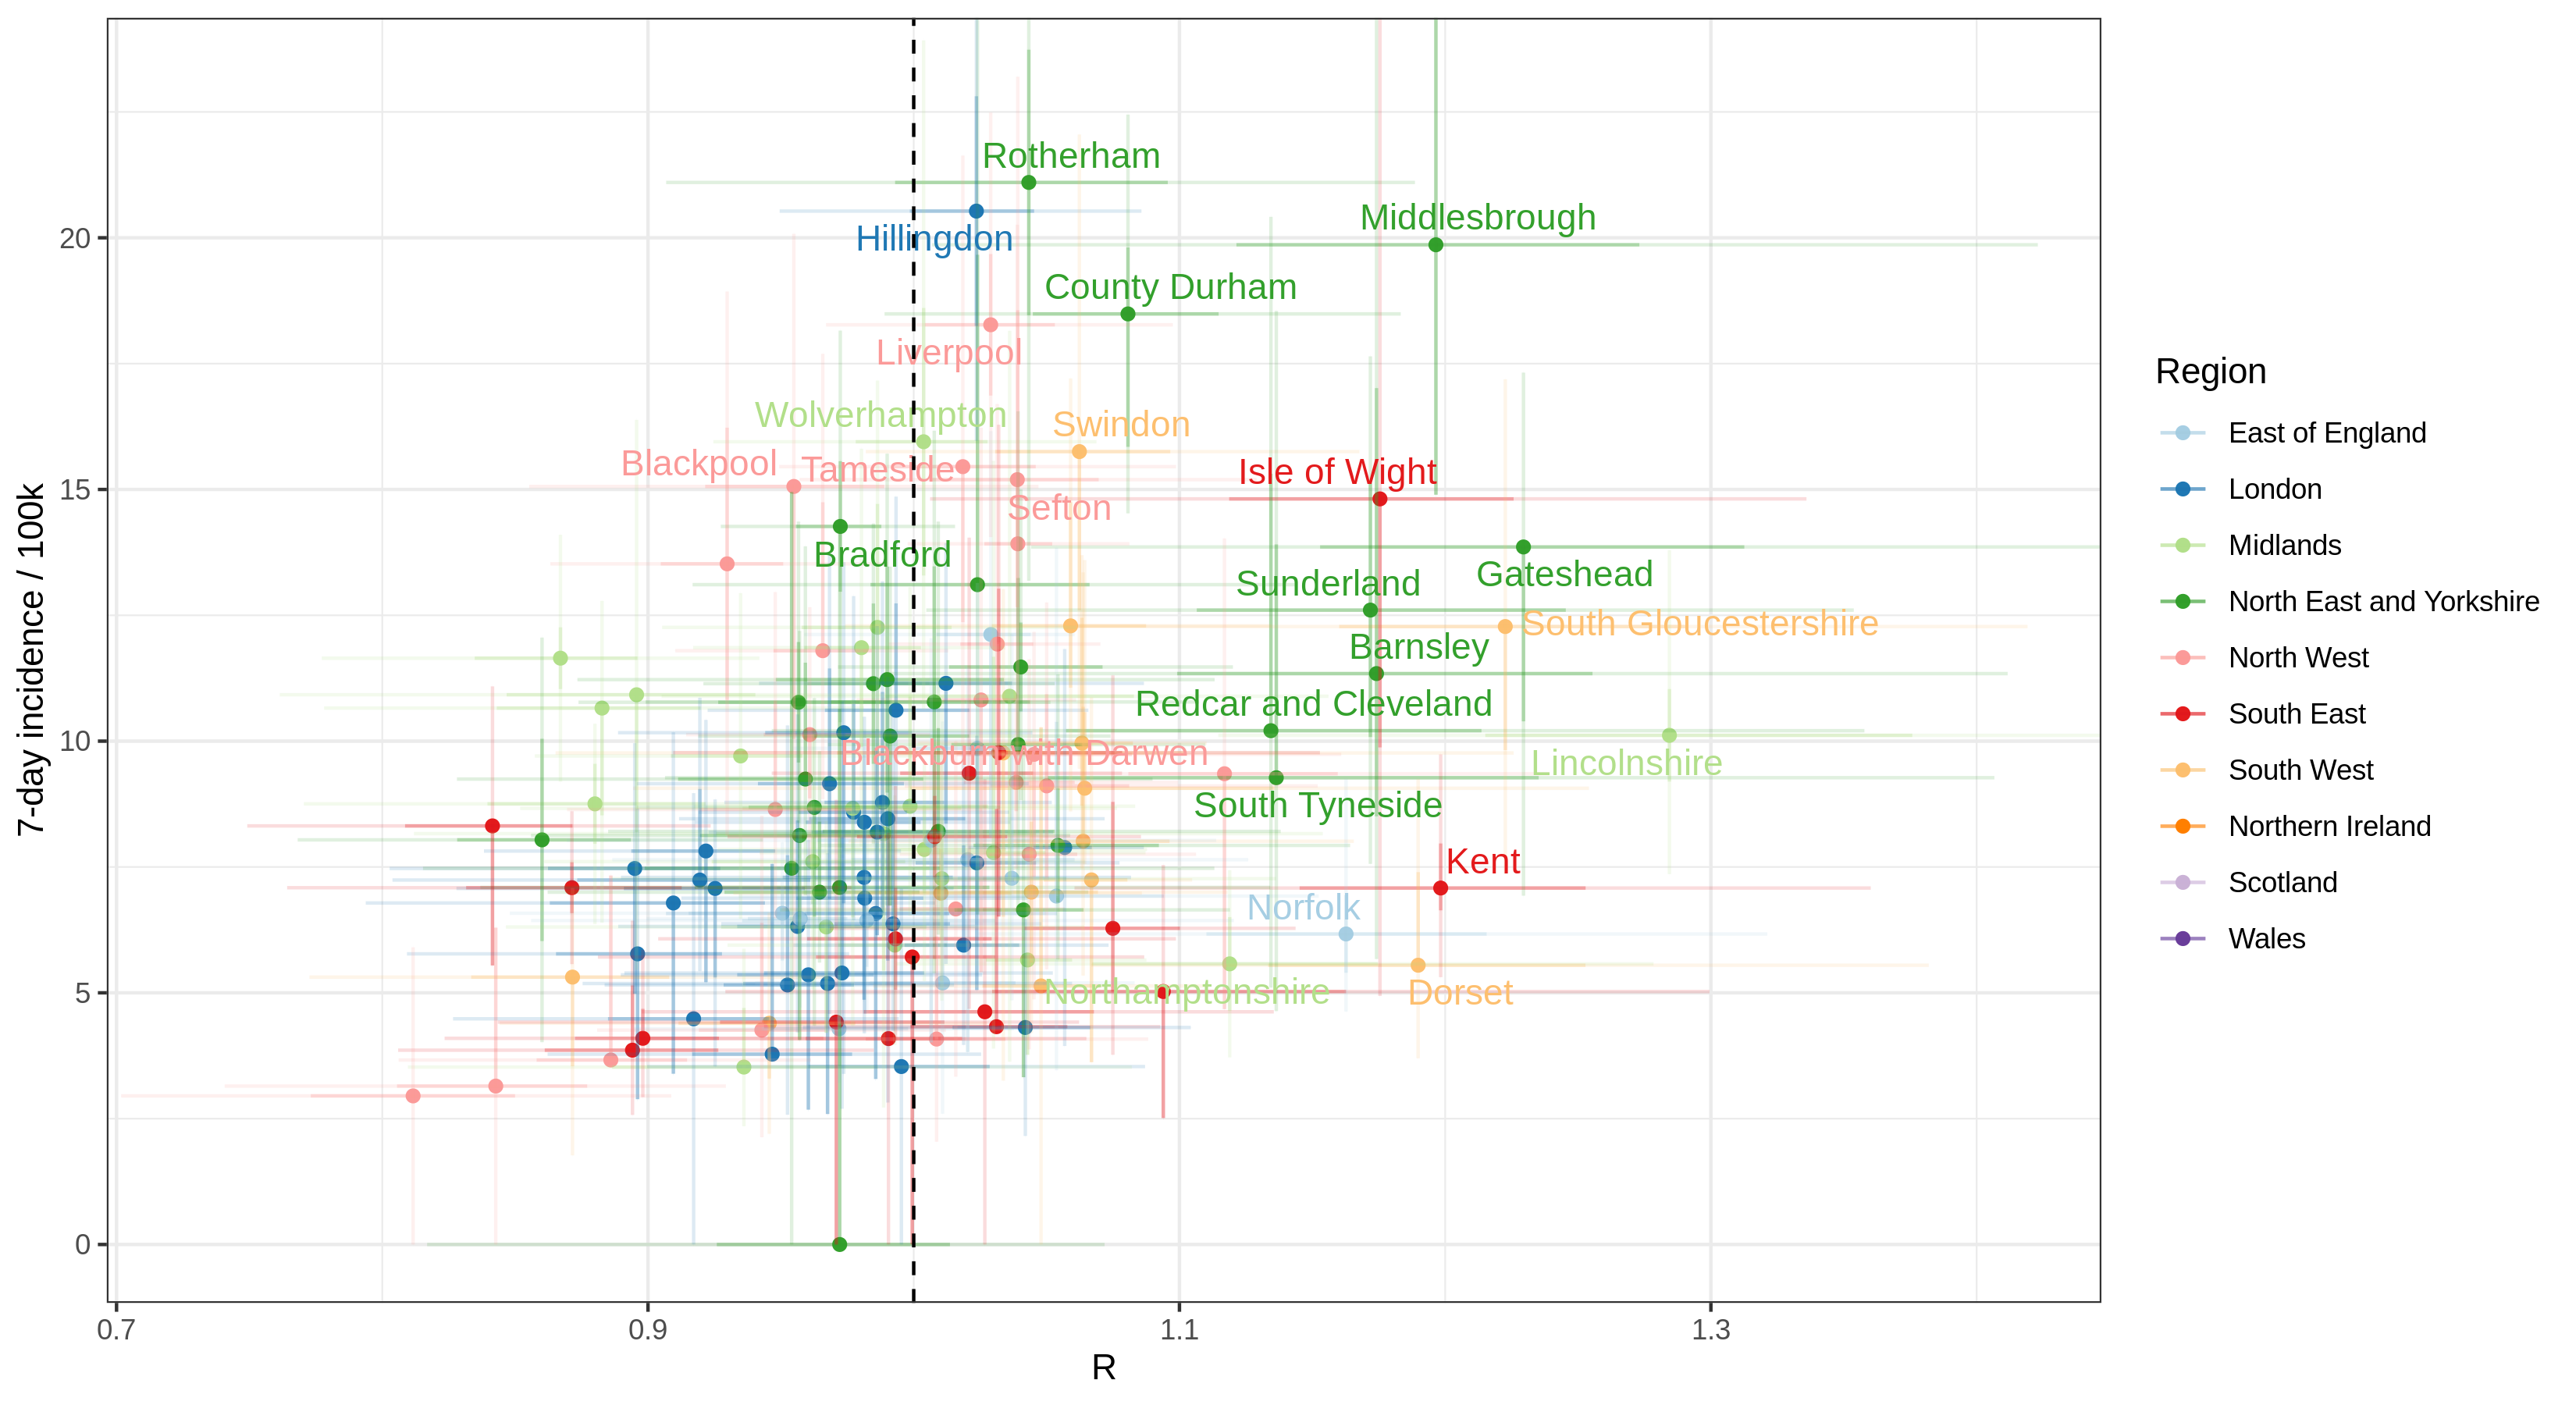 Rotherham
Middlesbrough
Hillingdon
County Durham
Liverpool
Wolverhampton
Swindon
Blackpool
Tameside
Isle of Wight
Sefton
Bradford
Gateshead
Sunderland
South Gloucestershire
Barnsley
Redcar and Cleveland
Blackburn with Darwen
Lincolnshire
South Tyneside
Kent
Norfolk
Northamptonshire
Dorset
20
15
10
5
0
7-day incidence / 100k
0.7
0.9
1.1
1.3
R
Region
East of England
London
Midlands
North East and Yorkshire
North West
South East
South West
Northern Ireland
Scotland
Wales